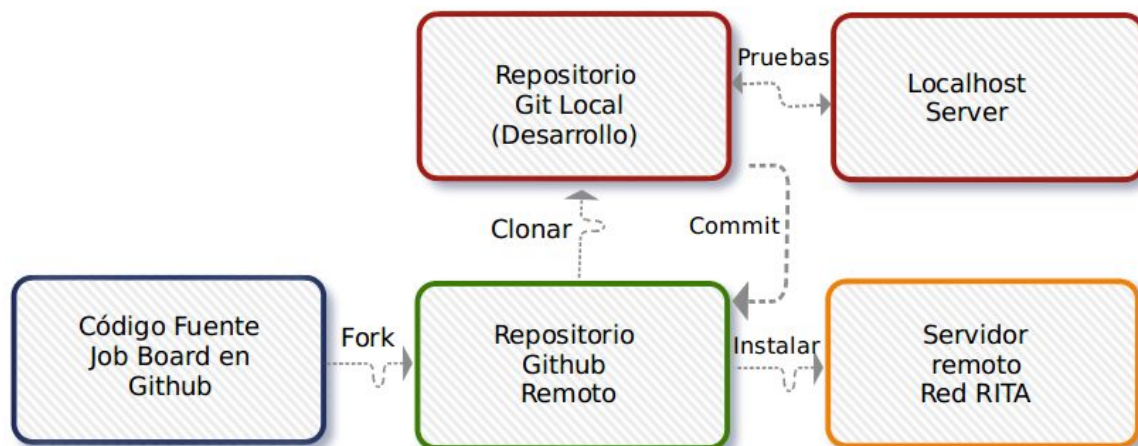 Repositorio
Git Local
(Desarrollo)
Pruebas
Localhost
Server
Clonar
Commit
Código Fuente
Job Board en
Github
Fork
Repositorio
Github
Remoto
Instalar
Servidor
remoto
Red RITA